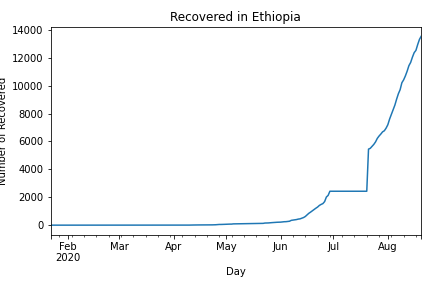 Recovered in Ethiopia
Number of Recovered
14000
12000
10000
8000
6000
4000
2000
0
Feb
2020
Mar
Apr
May
Jun
Jul
Aug
Day